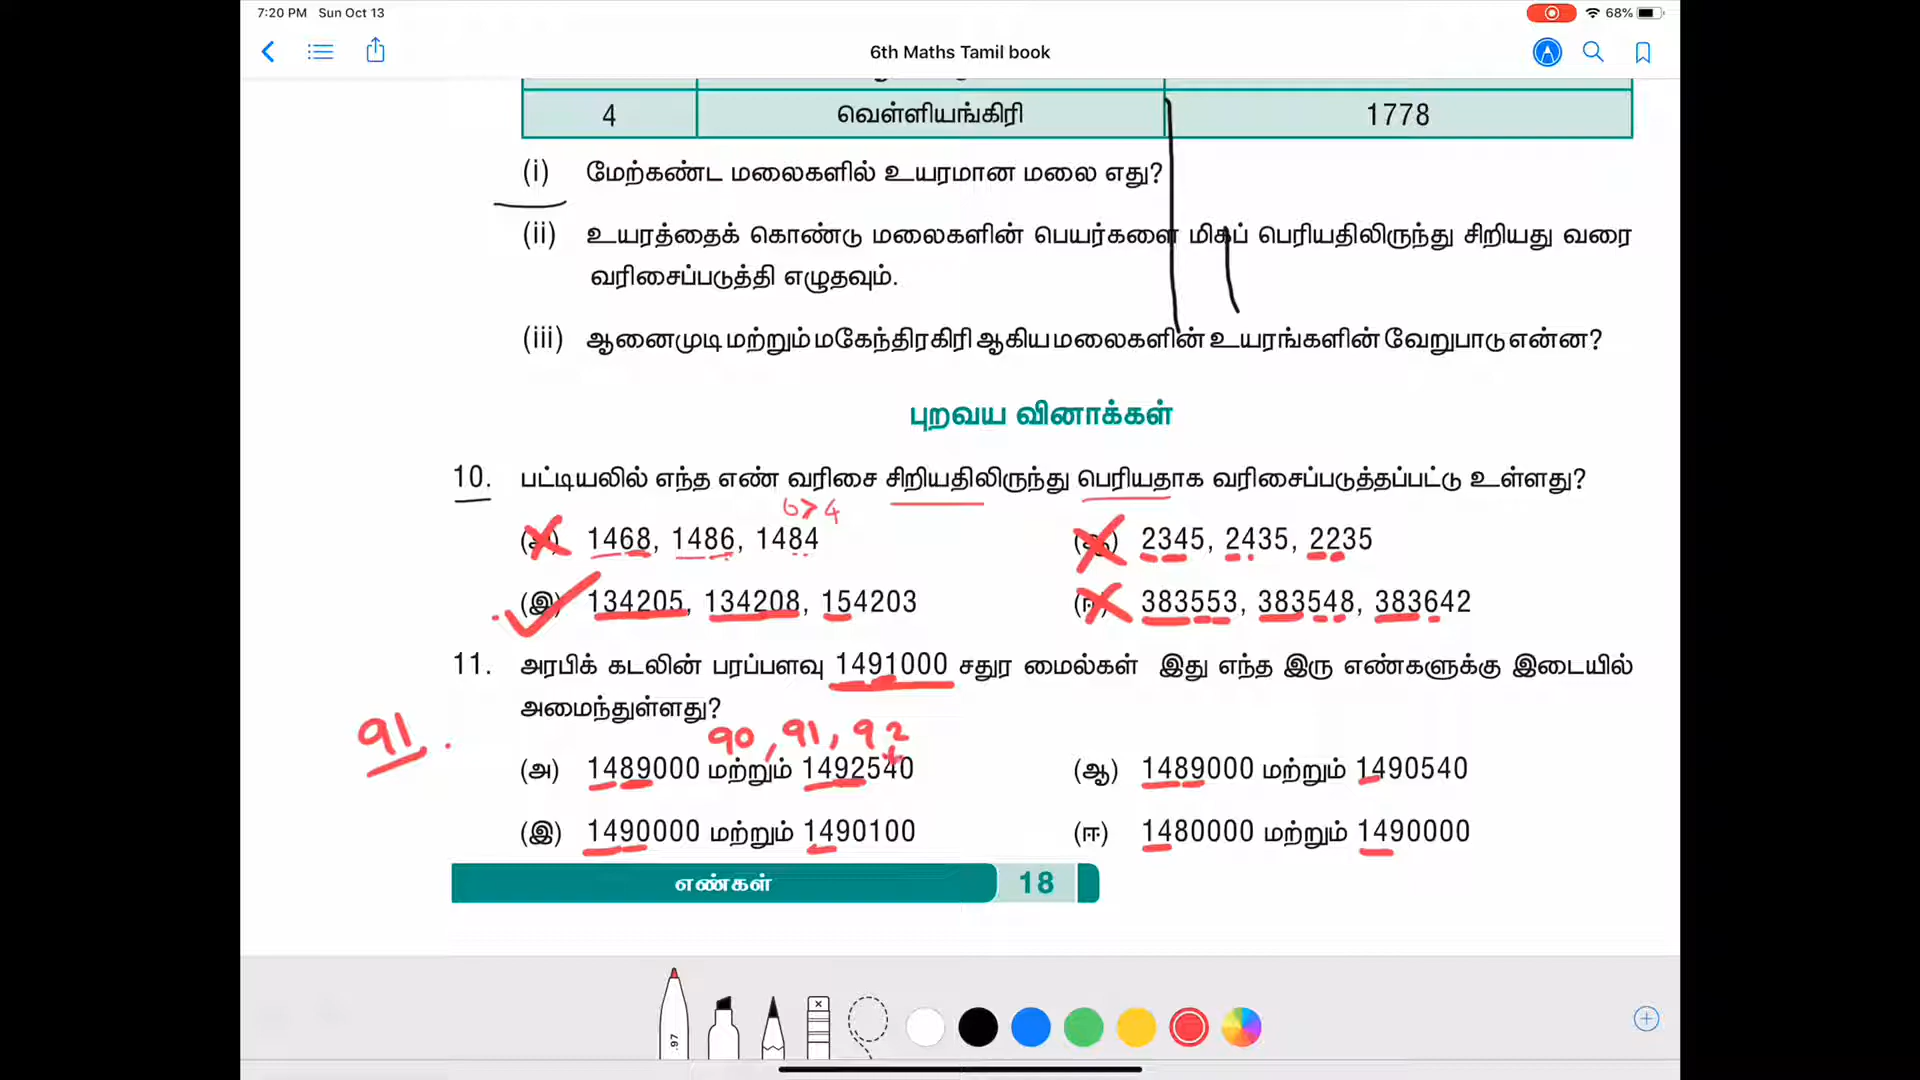 7:20 PM Sun Oct 13 68%
6th Maths Tamil book
4 வெள்ளியங்கிரி 1778
(i) மேற்கண்ட மலைகளில் உயரமான மலை எது?
(ii) உயரத்தைக் கொண்டு மலைகளின் பெயர்களை மிகப் பெரியதிலிருந்து சிறியது வரை
வரிசைப்படுத்தி எழுதவும்.
(iii) ஆனைமுடி மற்றும் மகேந்திரகிரி ஆகிய மலைகளின் உயரங்களின் வேறுபாடு என்ன?
புறவய வினாக்கள்
10. பட்டியலில் எந்த எண் வரிசை சிறியதிலிருந்து பெரியதாக வரிசைப்படுத்தப்பட்டு உள்ளது?
6>4
(அ) 1468, 1486, 1484 (ஆ) 2345, 2435, 2235
(இ) 134205, 134208, 154203 (ஈ) 383553, 383548, 383642
11. அரபிக் கடலின் பரப்பளவு 1491000 சதுர மைல்கள் இது எந்த இரு எண்களுக்கு இடையில்
அமைந்துள்ளது?
91 90, 91, 92
(அ) 1489000 மற்றும் 1492540 (ஆ) 1489000 மற்றும் 1490540
(இ) 1490000 மற்றும் 1490100 (ஈ) 1480000 மற்றும் 1490000
எண்கள் 18
97